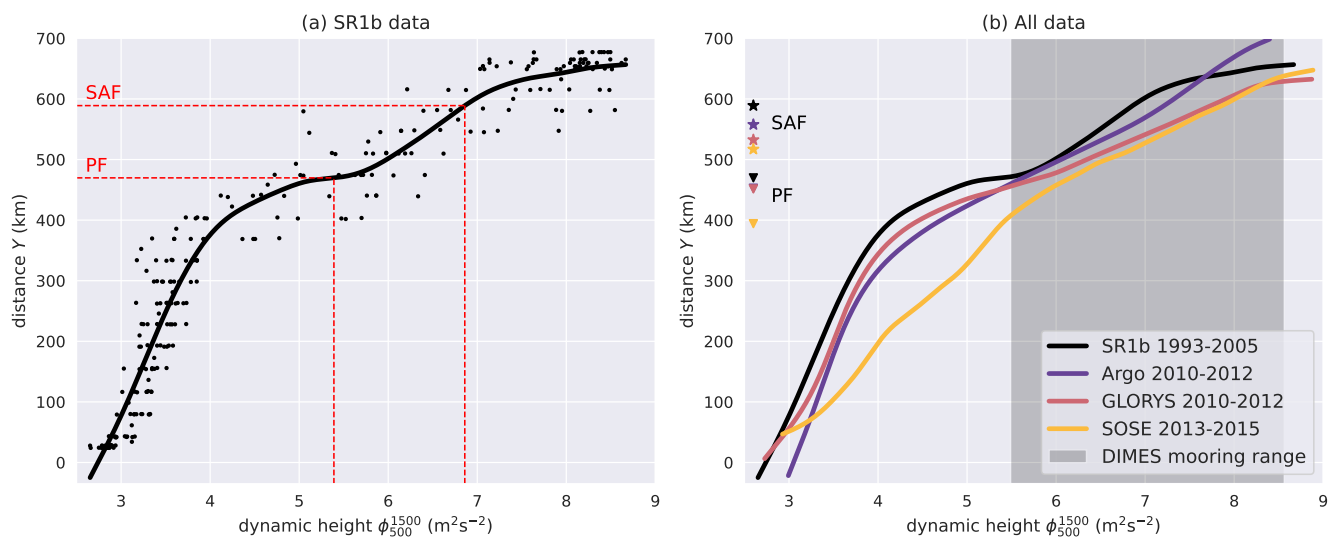 (a) SR1b data
700
600
500
400
300
200
100
0
distance Y (km)
SAF
PF
3 4 5 6 7 8 9
dynamic height ϕ₅₀₀¹⁵⁰⁰ (m²s⁻²)
(b) All data
700
600
500
400
300
200
100
0
distance Y (km)
SAF
PF
SR1b 1993-2005
Argo 2010-2012
GLORYS 2010-2012
SOSE 2013-2015
DIMES mooring range
3 4 5 6 7 8 9
dynamic height ϕ₅₀₀¹⁵⁰⁰ (m²s⁻²)